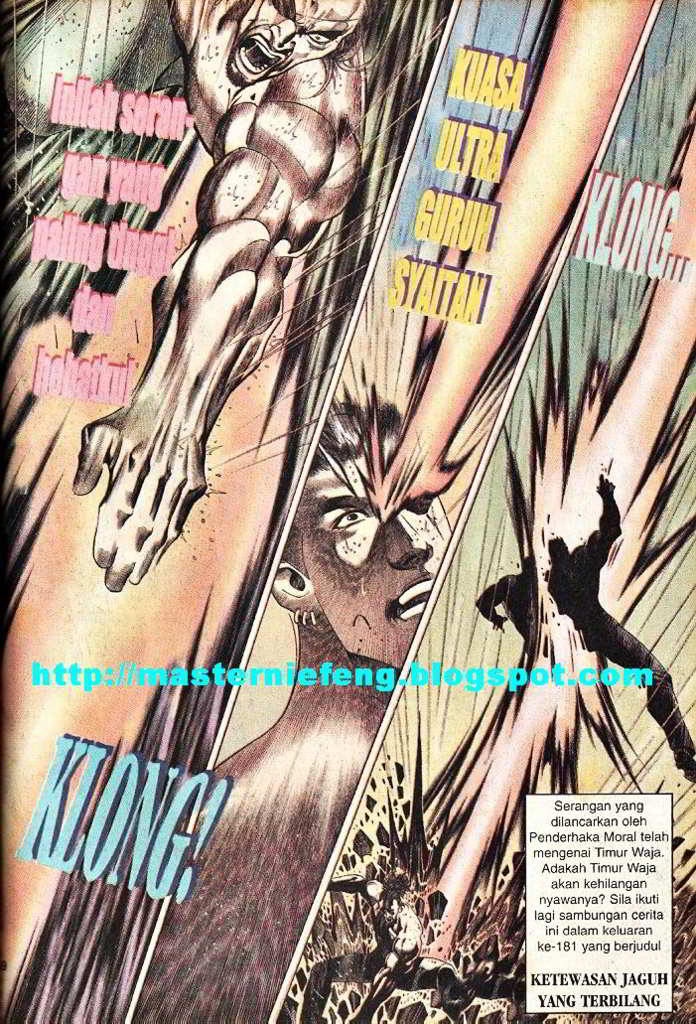 Inilah seran-
gan yang
paling dasyat
dan
bekatku!
KUASA
ULTRA
GURUH
SYAITAN
KLONG...
http://masterniefeng.blogspot.com
KLONG!
Serangan yang
dilancarkan oleh
Penderhaka Moral telah
mengenai Timur Waja.
Adakah Timur Waja
akan kehilangan
nyawanya? Sila ikuti
lagi sambungan cerita
ini dalam keluaran
ke-181 yang berjudul
KETEWASAN JAGUH
YANG TERBILANG